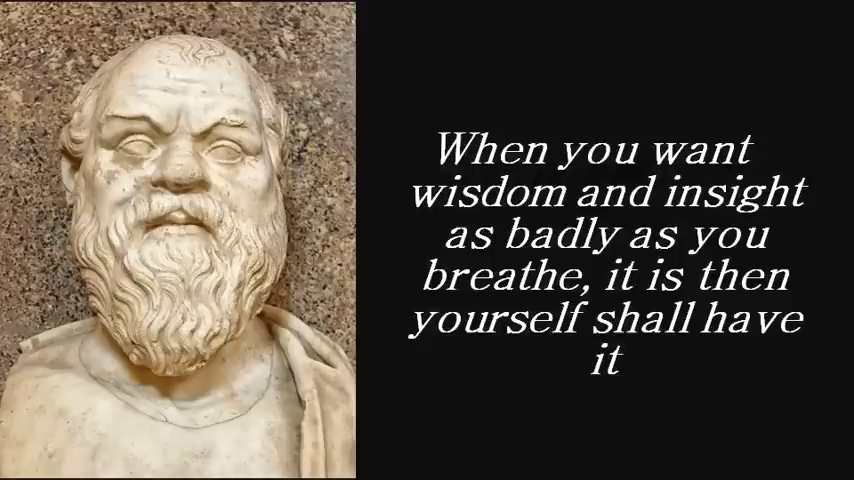 When you want
wisdom and insight
as badly as you
breathe, it is then
yourself shall have
it